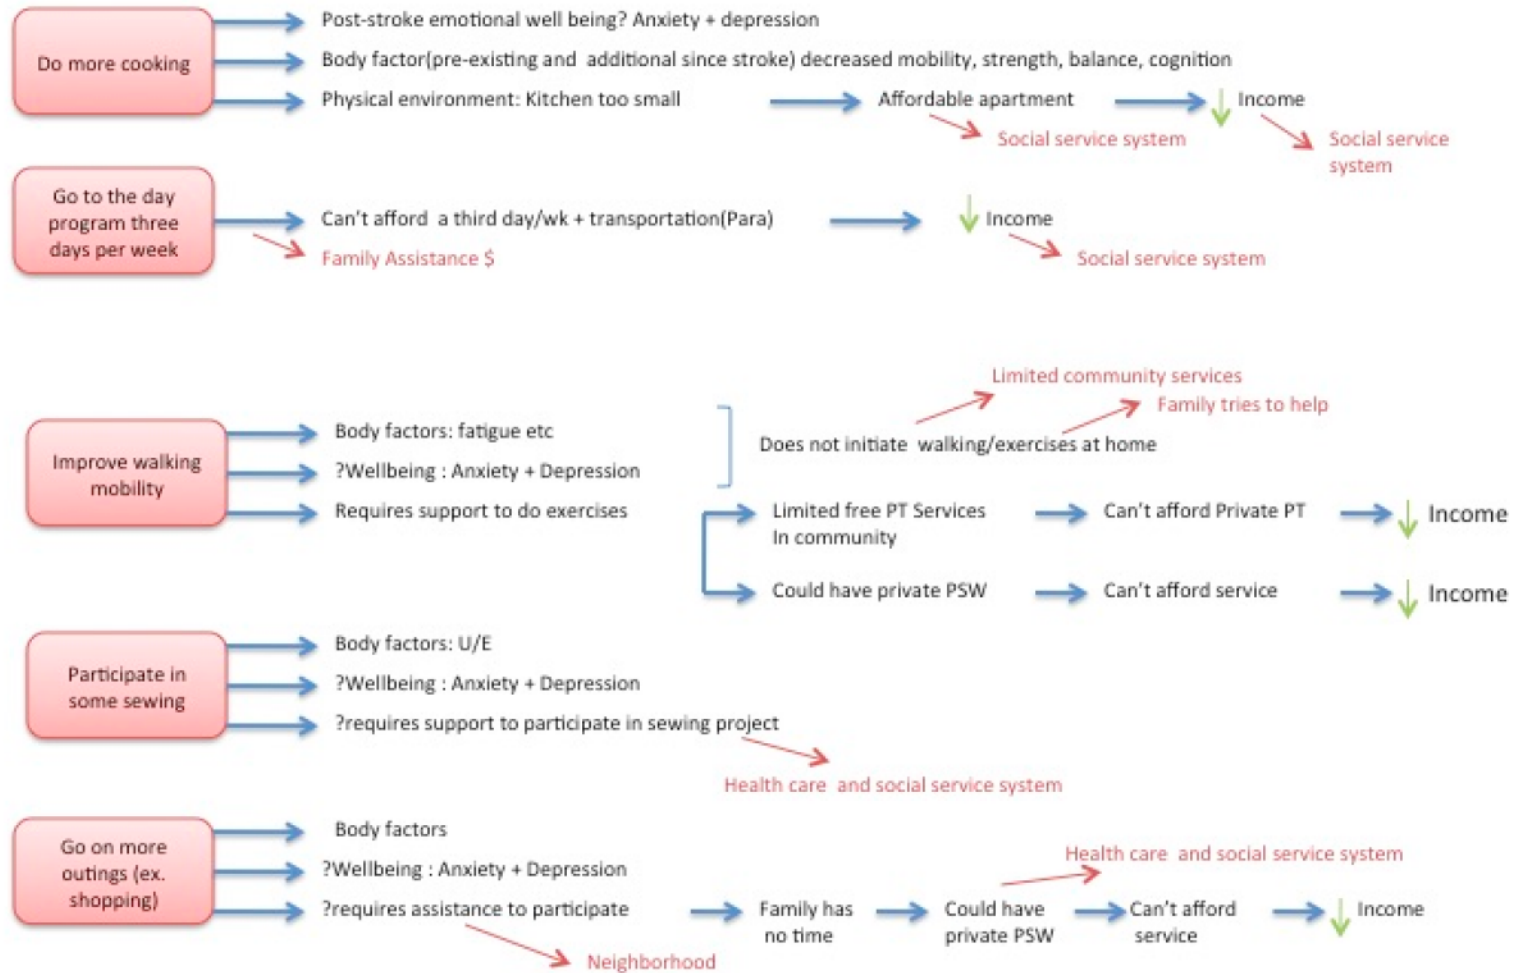 Do more cooking
Post-stroke emotional well being? Anxiety + depression
Body factor(pre-existing and additional since stroke) decreased mobility, strength, balance, cognition
Physical environment: Kitchen too small
Affordable apartment
Income
Social service system
Social service
system
Go to the day
program three
days per week
Can't afford a third day/wk + transportation(Para)
Income
Family Assistance $
Social service system
Improve walking
mobility
Body factors: fatigue etc
?Wellbeing : Anxiety + Depression
Requires support to do exercises
Limited community services
Family tries to help
Does not initiate walking/exercises at home
Limited free PT Services
In community
Can't afford Private PT
Income
Could have private PSW
Can't afford service
Income
Participate in
some sewing
Body factors: U/E
?Wellbeing : Anxiety + Depression
?requires support to participate in sewing project
Health care and social service system
Go on more
outings (ex.
shopping)
Body factors
?Wellbeing : Anxiety + Depression
?requires assistance to participate
Neighborhood
Family has
no time
Could have
private PSW
Health care and social service system
Can't afford
service
Income